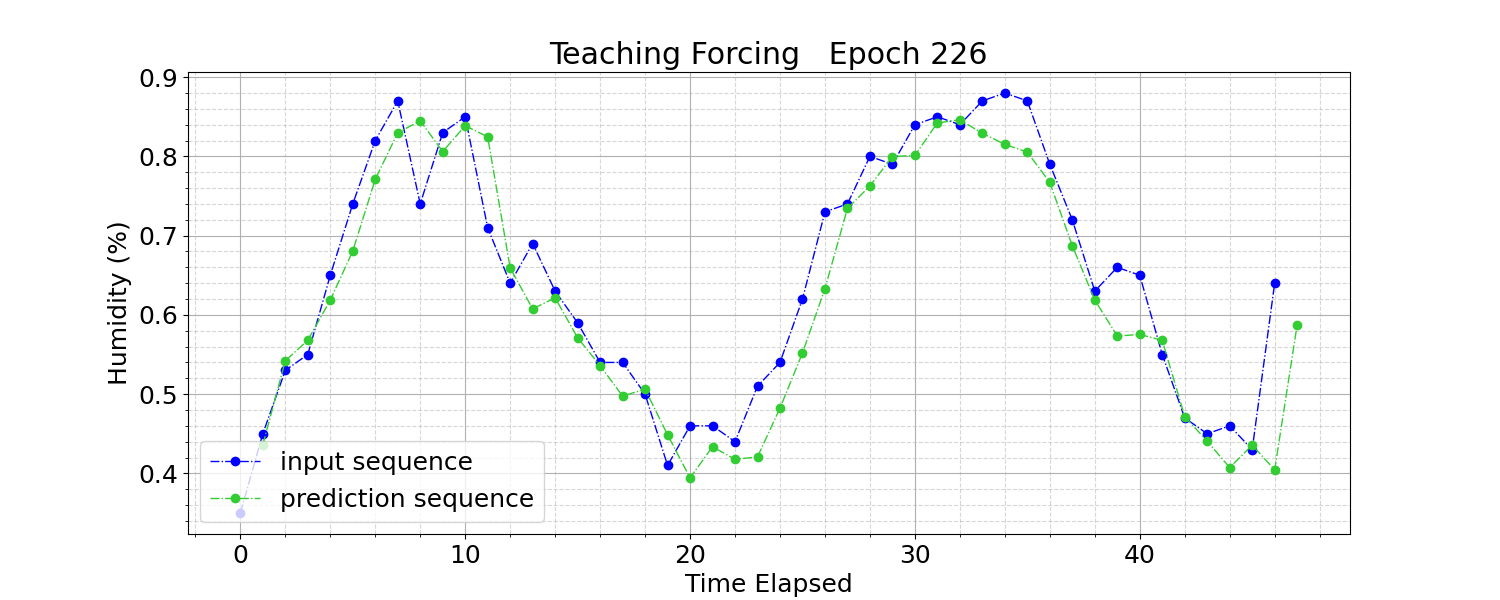 Teaching Forcing   Epoch 226
0.9
0.8
0.7
0.6
0.5
0.4
Humidity (%)
input sequence
prediction sequence
0 10 20 30 40
Time Elapsed